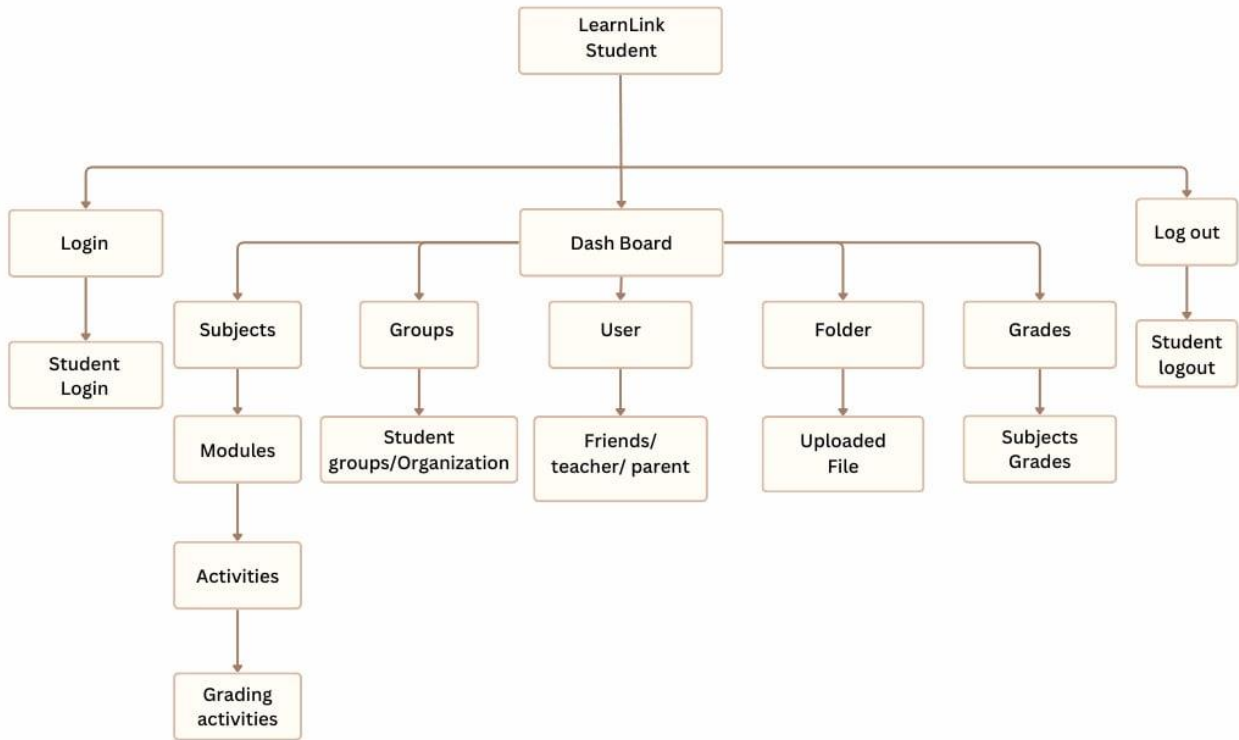 LearnLink
Student
Login
Dash Board
Log out
Student
Login
Subjects
Groups
User
Folder
Grades
Student
logout
Modules
Student
groups/Organization
Friends/
teacher/ parent
Uploaded
File
Subjects
Grades
Activities
Grading
activities